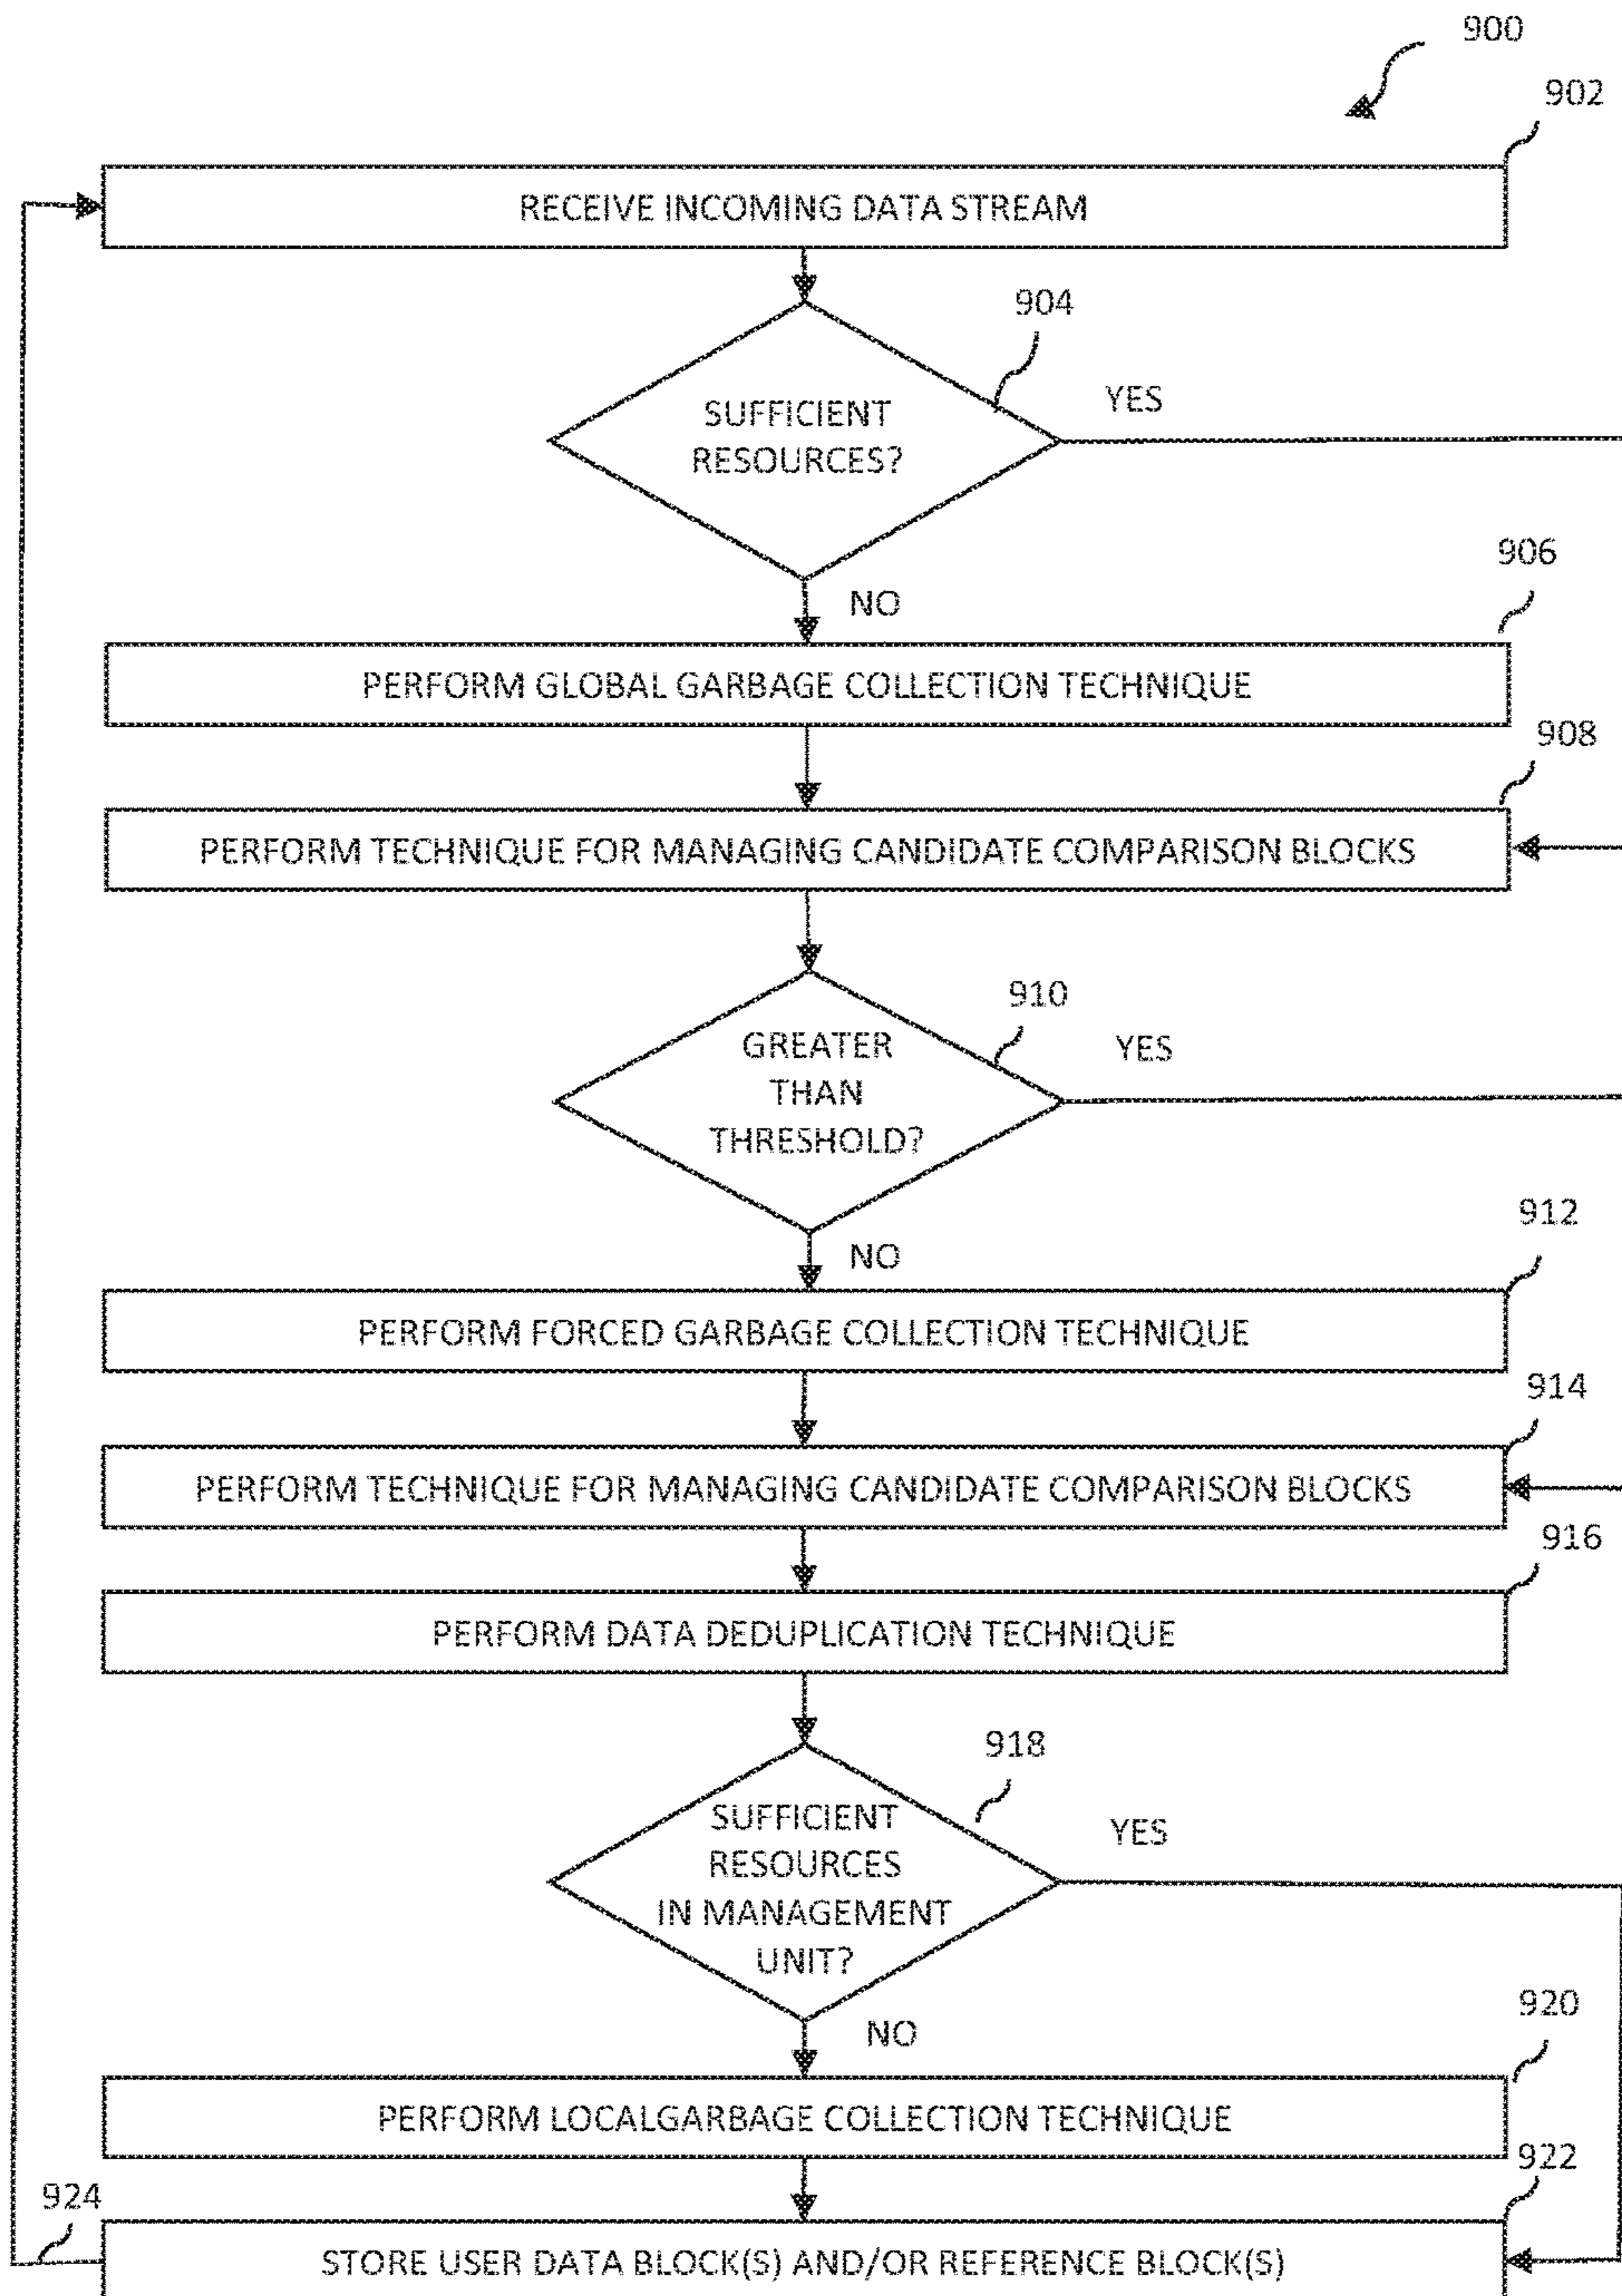 900
902
RECEIVE INCOMING DATA STREAM
904
SUFFICIENT
RESOURCES?
YES
NO
906
PERFORM GLOBAL GARBAGE COLLECTION TECHNIQUE
908
PERFORM TECHNIQUE FOR MANAGING CANDIDATE COMPARISON BLOCKS
910
GREATER
THAN
THRESHOLD?
YES
NO
912
PERFORM FORCED GARBAGE COLLECTION TECHNIQUE
914
PERFORM TECHNIQUE FOR MANAGING CANDIDATE COMPARISON BLOCKS
916
PERFORM DATA DEDUPLICATION TECHNIQUE
918
SUFFICIENT
RESOURCES
IN MANAGEMENT
UNIT?
YES
NO
920
PERFORM LOCALGARBAGE COLLECTION TECHNIQUE
922
924
STORE USER DATA BLOCK(S) AND/OR REFERENCE BLOCK(S)